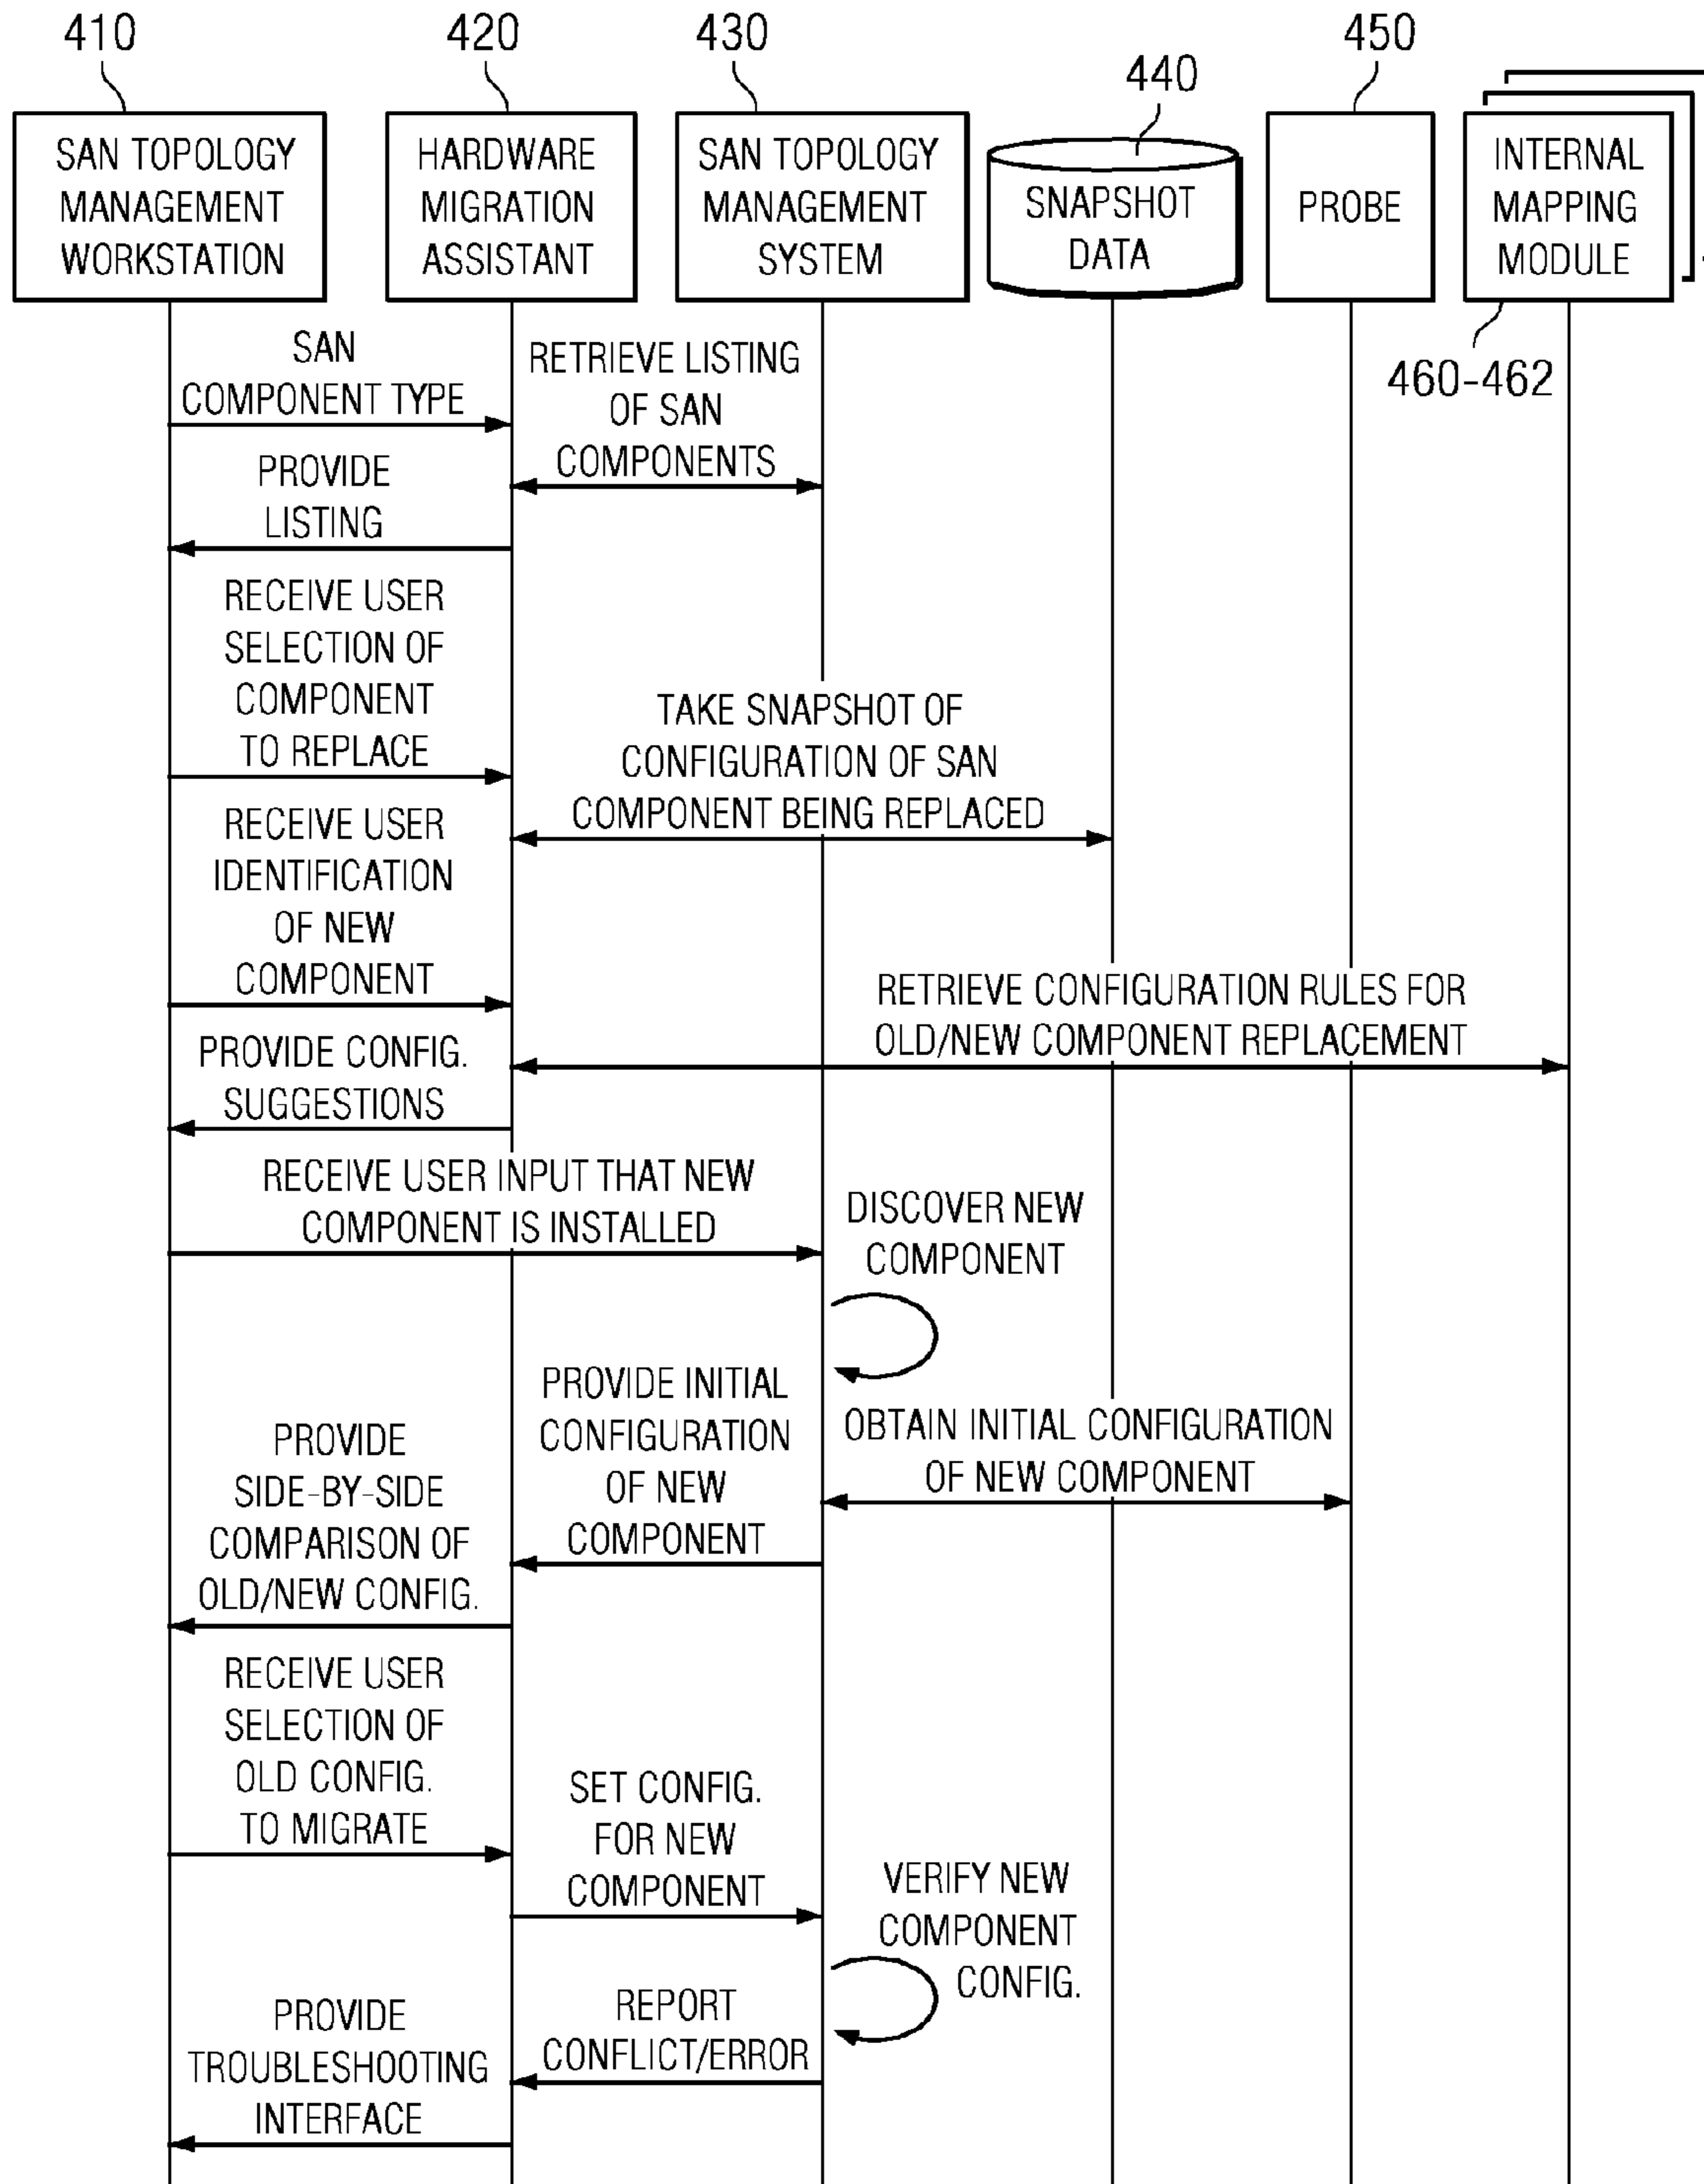 410
420
430
440
450
SAN TOPOLOGY
MANAGEMENT
WORKSTATION
HARDWARE
MIGRATION
ASSISTANT
SAN TOPOLOGY
MANAGEMENT
SYSTEM
SNAPSHOT
DATA
PROBE
INTERNAL
MAPPING
MODULE
460-462
SAN
COMPONENT TYPE
RETRIEVE LISTING
OF SAN
COMPONENTS
PROVIDE
LISTING
RECEIVE USER
SELECTION OF
COMPONENT
TO REPLACE
TAKE SNAPSHOT OF
CONFIGURATION OF SAN
COMPONENT BEING REPLACED
RECEIVE USER
IDENTIFICATION
OF NEW
COMPONENT
RETRIEVE CONFIGURATION RULES FOR
OLD/NEW COMPONENT REPLACEMENT
PROVIDE CONFIG.
SUGGESTIONS
RECEIVE USER INPUT THAT NEW
COMPONENT IS INSTALLED
DISCOVER NEW
COMPONENT
OBTAIN INITIAL CONFIGURATION
OF NEW COMPONENT
PROVIDE INITIAL
CONFIGURATION
OF NEW
COMPONENT
PROVIDE
SIDE-BY-SIDE
COMPARISON OF
OLD/NEW CONFIG.
RECEIVE USER
SELECTION OF
OLD CONFIG.
TO MIGRATE
SET CONFIG.
FOR NEW
COMPONENT
VERIFY NEW
COMPONENT
CONFIG.
REPORT
CONFLICT/ERROR
PROVIDE
TROUBLESHOOTING
INTERFACE